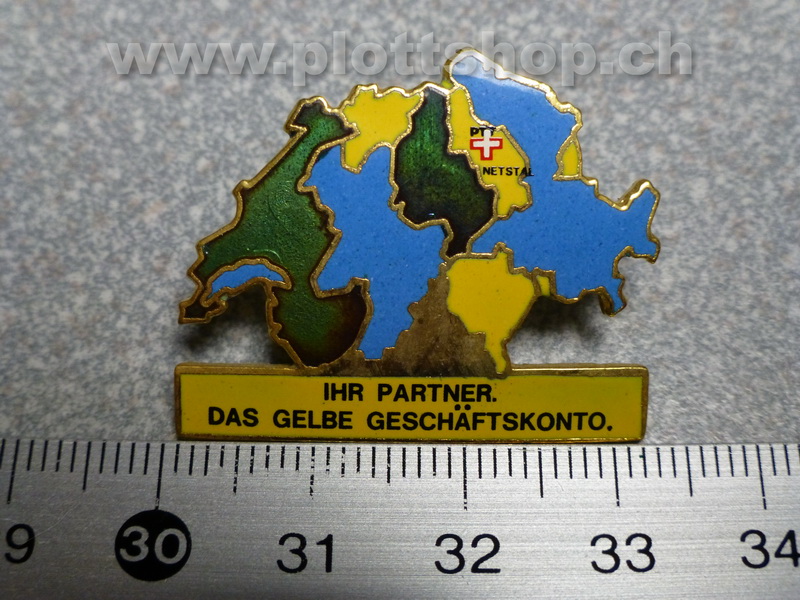 www.plottshop.ch
PTT
NETSTAL
IHR PARTNER.
DAS GELBE GESCHÄFTSKONTO.
9 30 31 32 33 34